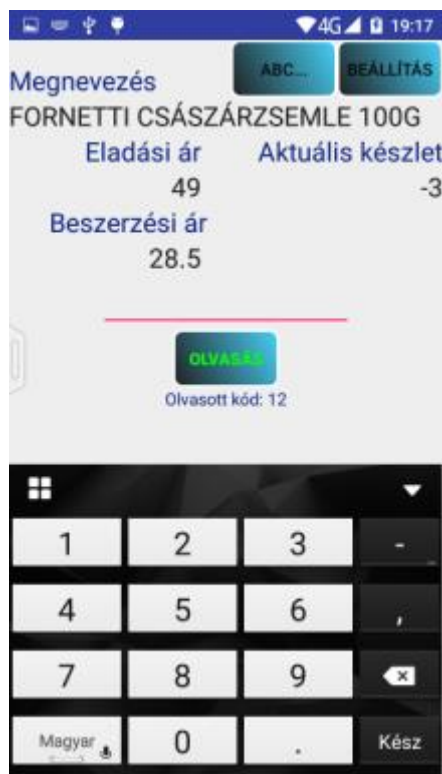 4G 19:17
ABC... BEÁLLÍTÁS
Megnevezés
FORNETTI CSÁSZÁRZSEMLE 100G
Eladási ár Aktuális készlet
49 -3
Beszerzési ár
28.5
OLVASÁS
Olvasott kód: 12
1 2 3 -
4 5 6 ,
7 8 9
Magyar 0 . Kész